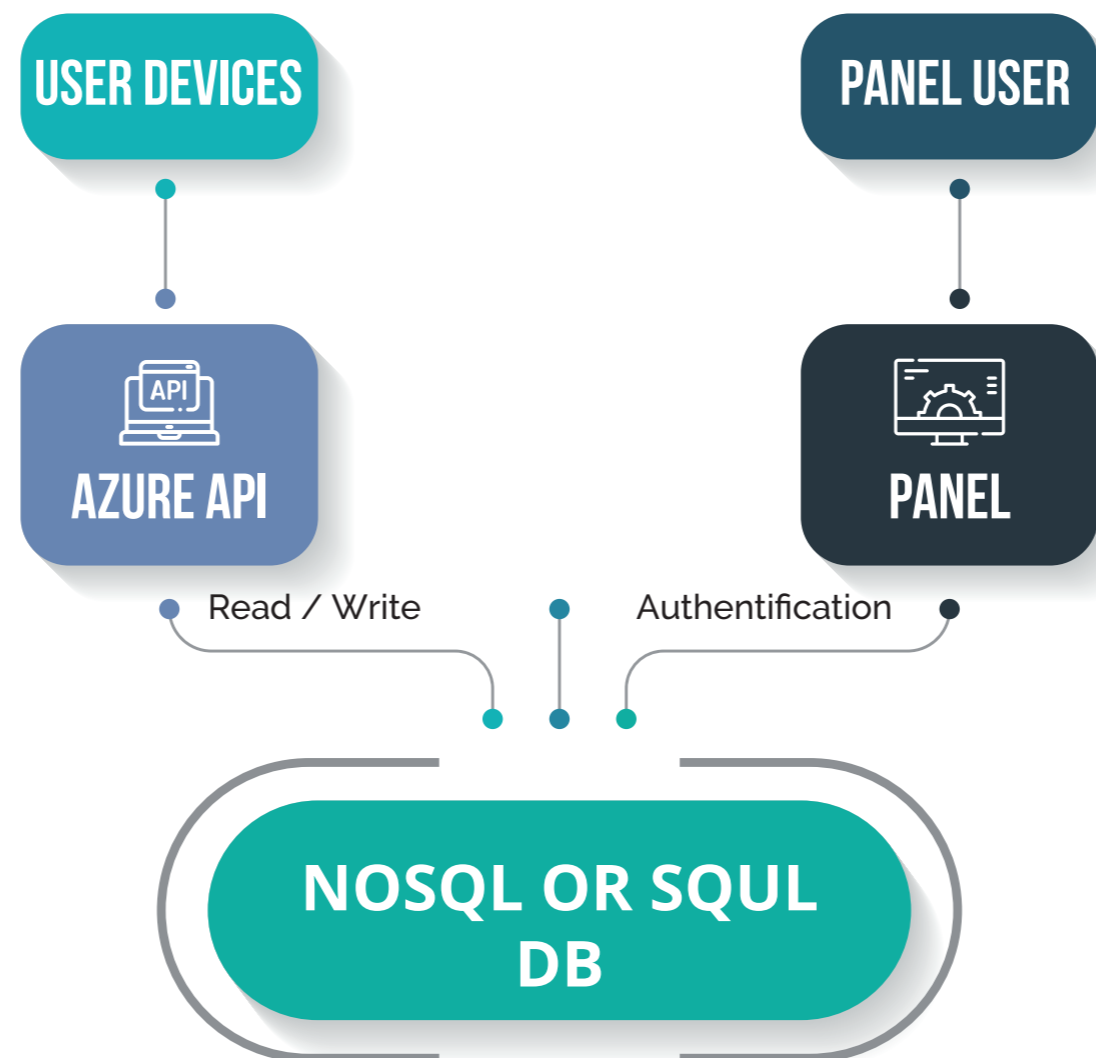 USER DEVICES
PANEL USER
API
AZURE API
PANEL
Read / Write
Authentification
NOSQL OR SQUL
DB